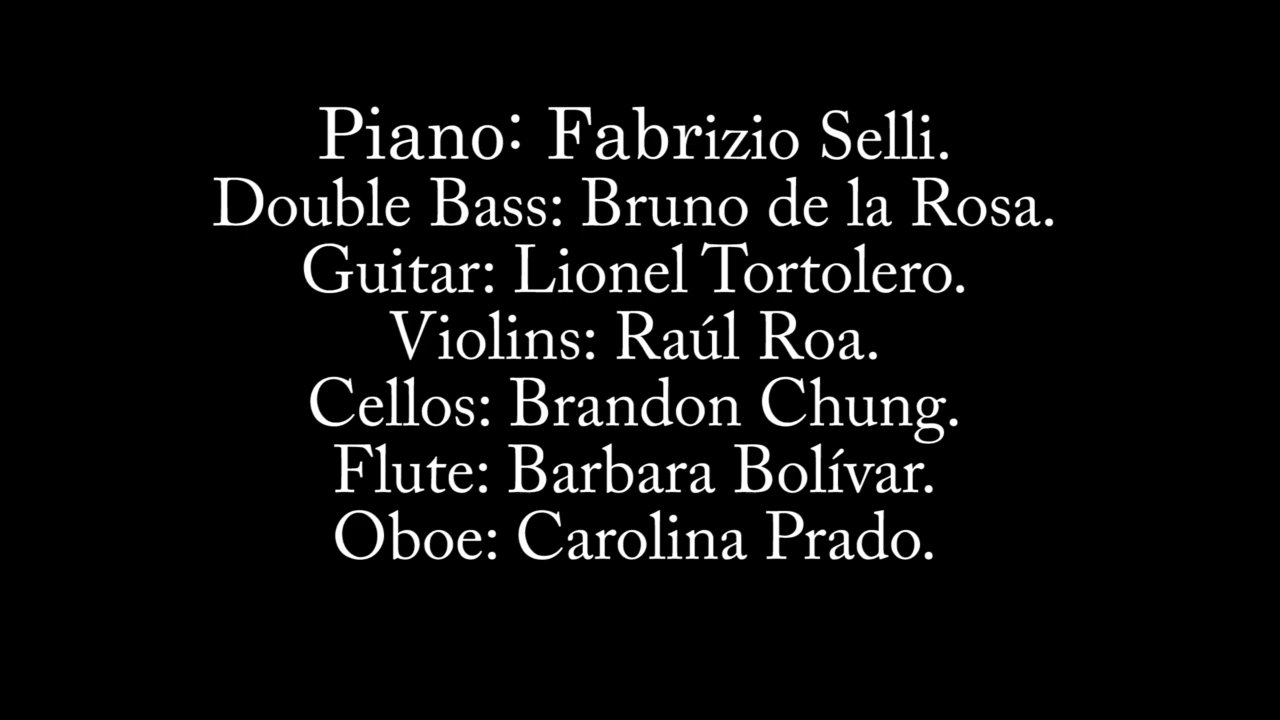 Piano: Fabrizio Selli.
Double Bass: Bruno de la Rosa.
Guitar: Lionel Tortolero.
Violins: Raúl Roa.
Cellos: Brandon Chung.
Flute: Barbara Bolívar.
Oboe: Carolina Prado.